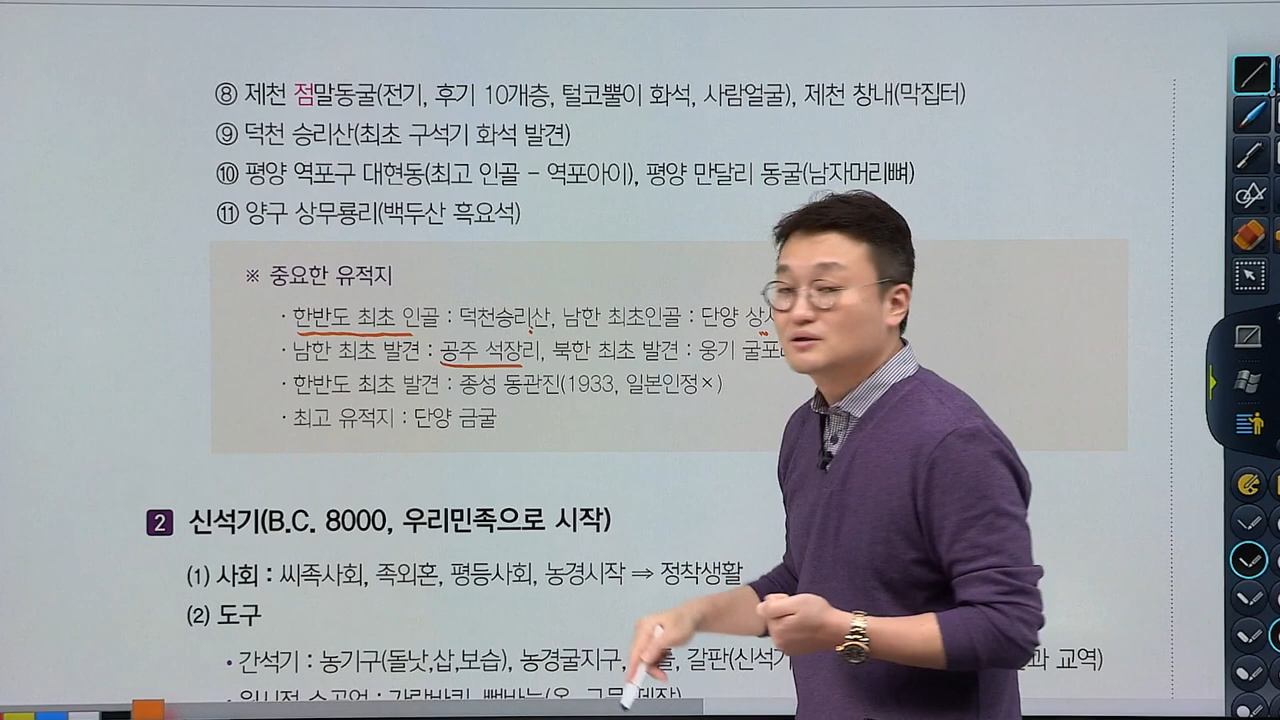 ⑧ 제천 점말동굴(전기, 후기 10개층, 털코뿔이 화석, 사람얼굴), 제천 창내(막집터)
⑨ 덕천 승리산(최초 구석기 화석 발견)
⑩ 평양 역포구 대현동(최고 인골 - 역포아이), 평양 만달리 동굴(남자머리뼈)
⑪ 양구 상무룡리(백두산 흑요석)
※ 중요한 유적지
· 한반도 최초 인골 : 덕천승리산, 남한 최초인골 : 단양
· 남한 최초 발견 : 공주 석장리, 북한 최초 발견 : 웅기
· 한반도 최초 발견 : 종성 동관진(1933, 일본인정×)
· 최고 유적지 : 단양 금굴
2 신석기(B.C. 8000, 우리민족으로 시작)
(1) 사회 : 씨족사회, 족외혼, 평등사회, 농경시작 ⇒ 정착생활
(2) 도구
• 간석기 : 농기구(돌낫,삽,보습), 농경굴지구, 갈판(신석기 교역)